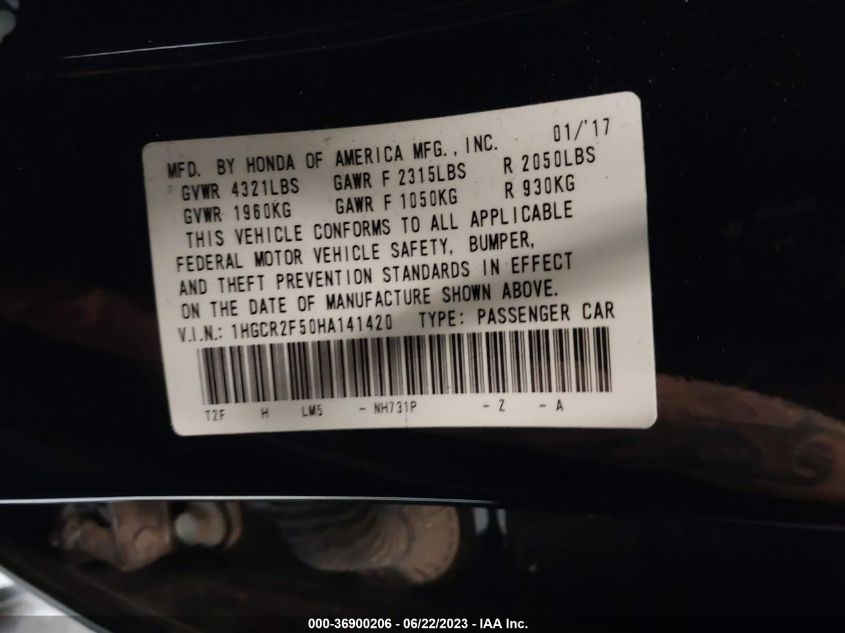 MFD. BY HONDA OF AMERICA MFG., INC. 01/'17
GVWR 4321LBS GAWR F 2315LBS R 2050LBS
GVWR 1960KG GAWR F 1050KG R 930KG
THIS VEHICLE CONFORMS TO ALL APPLICABLE
FEDERAL MOTOR VEHICLE SAFETY, BUMPER,
AND THEFT PREVENTION STANDARDS IN EFFECT
ON THE DATE OF MANUFACTURE SHOWN ABOVE.
V.I.N.: 1HGCR2F50HA141420 TYPE: PASSENGER CAR
T2F H LM5 - NH731P - Z - A
000-36900206 - 06/22/2023 - IAA Inc.